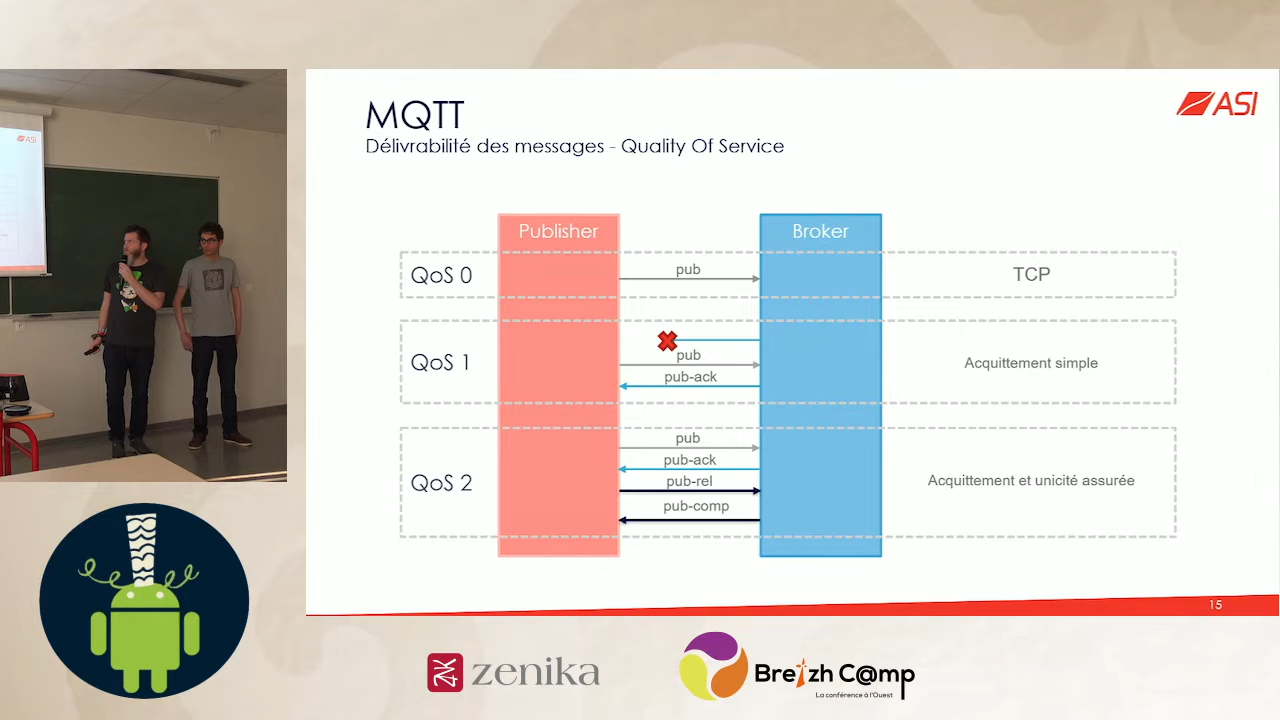 MQTT
Délivrabilité des messages - Quality Of Service
ASI
ASI
Publisher
Broker
QoS 0
pub
TCP
QoS 1
pub
pub-ack
Acquittement simple
QoS 2
pub
pub-ack
pub-rel
pub-comp
Acquittement et unicité assurée
15
zenika
Breizh C@mp
La conférence à l'Ouest